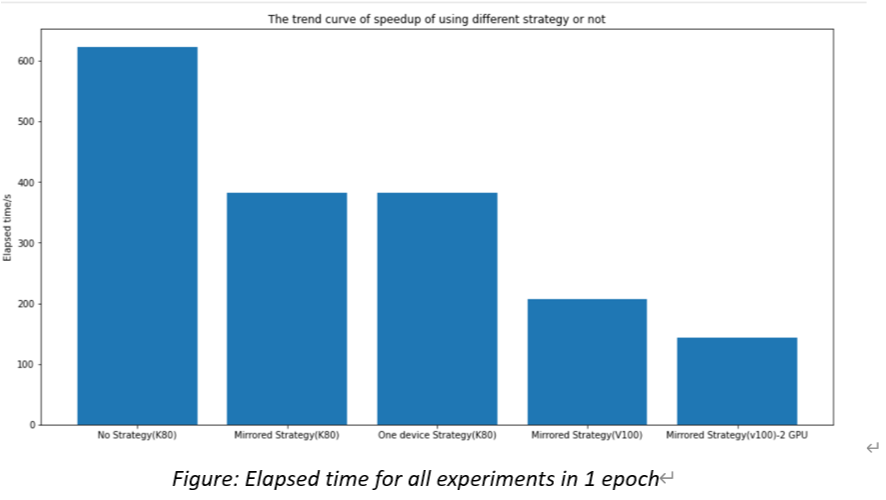 The trend curve of speedup of using different strategy or not
Elapsed time/s
600
500
400
300
200
100
0
No Strategy(K80) Mirrored Strategy(K80) One device Strategy(K80) Mirrored Strategy(V100) Mirrored Strategy(v100)-2 GPU
Figure: Elapsed time for all experiments in 1 epoch